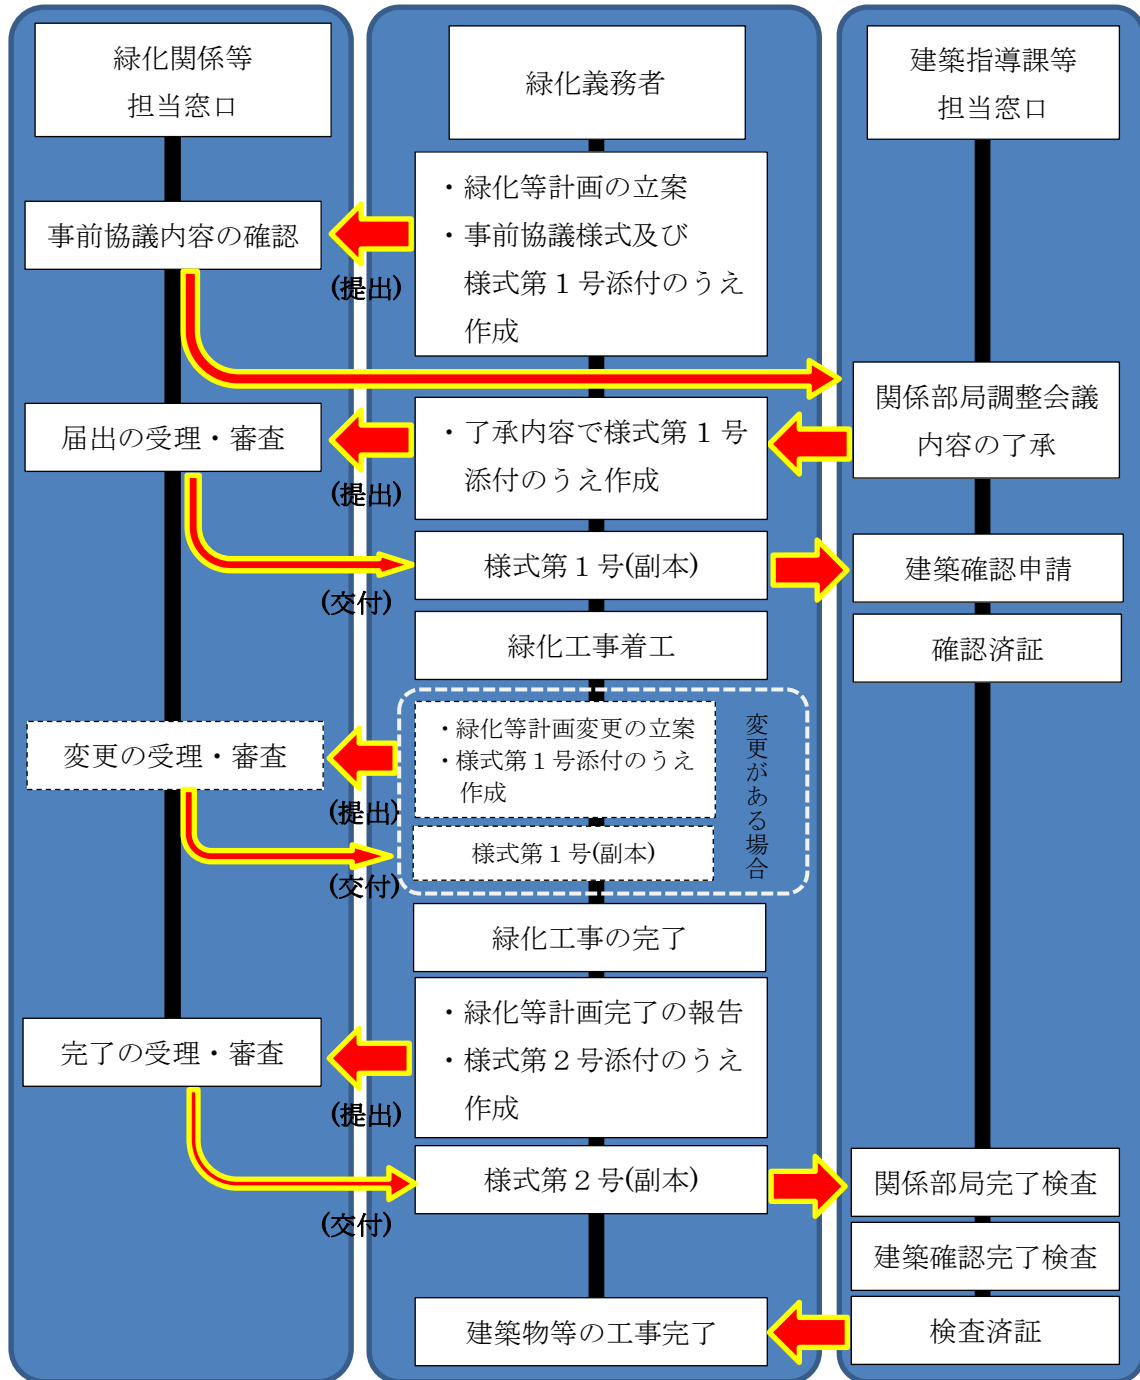 緑化関係等
担当窓口
緑化義務者
建築指導課等
担当窓口
・緑化等計画の立案
・事前協議様式及び
様式第１号添付のうえ
作成
事前協議内容の確認
(提出)
関係部局調整会議
内容の了承
・了承内容で様式第１号
添付のうえ作成
届出の受理・審査
(提出)
様式第１号(副本)
(交付)
建築確認申請
緑化工事着工
確認済証
・緑化等計画変更の立案
・様式第１号添付のうえ
作成
変更がある場合
変更の受理・審査
(提出)
様式第１号(副本)
(交付)
緑化工事の完了
・緑化等計画完了の報告
・様式第２号添付のうえ
作成
完了の受理・審査
(提出)
様式第２号(副本)
(交付)
関係部局完了検査
建築確認完了検査
検査済証
建築物等の工事完了